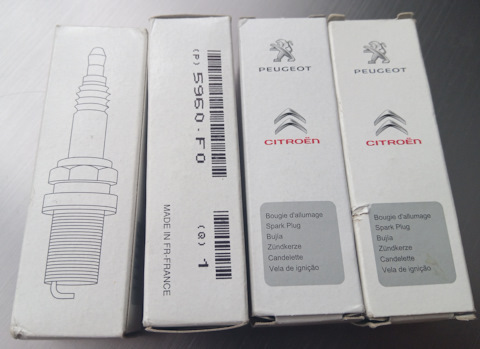 (P) 5960.F0
(Q) -1
MADE IN FR-FRANCE
PEUGEOT
CITROËN
Bougie d'allumage
Spark Plug
Bujía
Zündkerze
Candelette
Vela de ignição
PEUGEOT
CITROËN
Bougie d'allumage
Spark Plug
Bujía
Zündkerze
Candelette
Vela de ignição